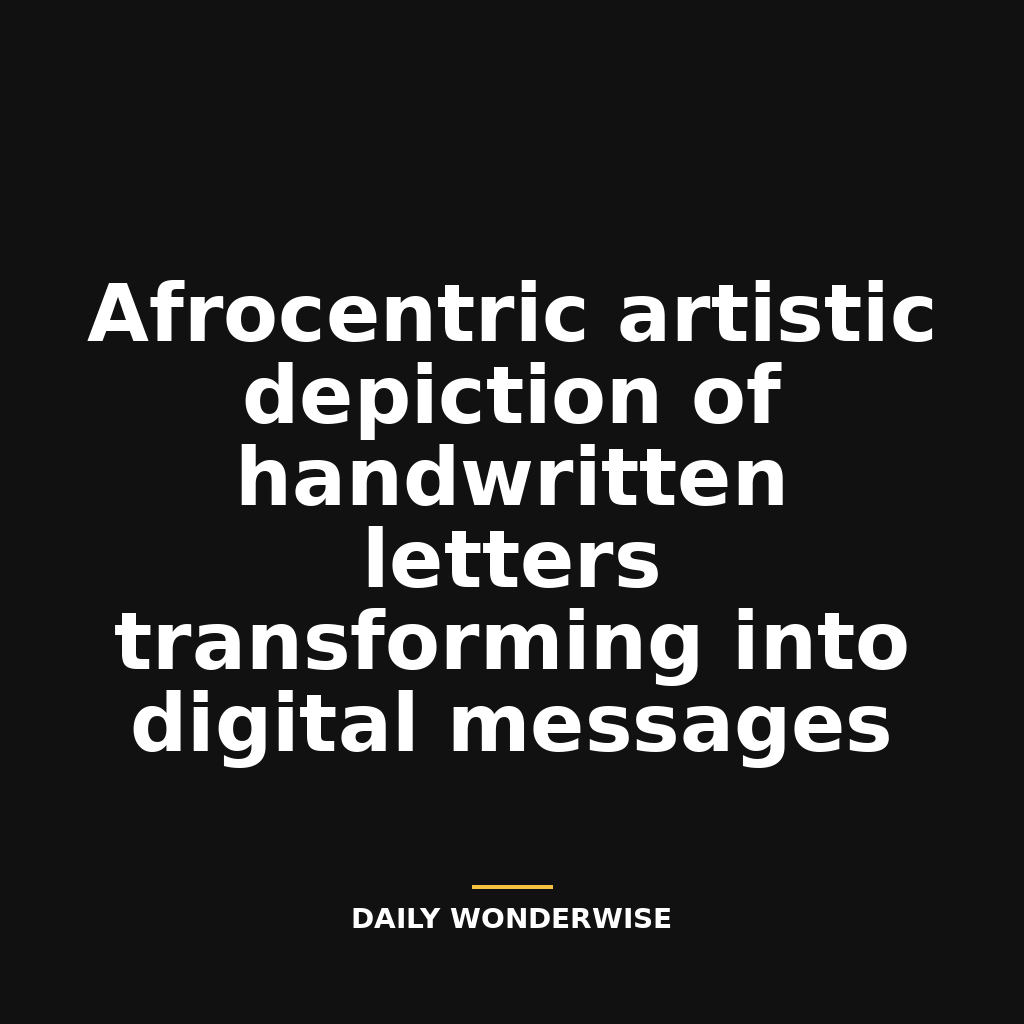 Afrocentric artistic
depiction of
handwritten
letters
transforming into
digital messages
DAILY WONDERWISE